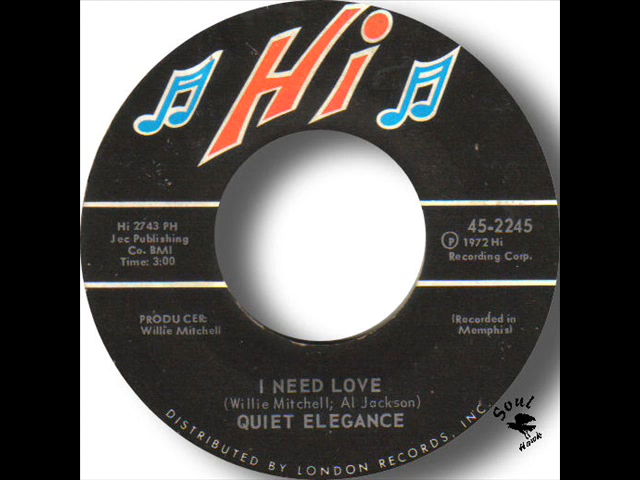 Hi
Hi 2743 PH
Jec Publishing
Co. BMI
Time: 3:00
45-2245
Ⓟ 1972 Hi
Recording Corp.
PRODUCER:
Willie Mitchell
(Recorded in
Memphis)
I NEED LOVE
(Willie Mitchell; Al Jackson)
QUIET ELEGANCE
DISTRIBUTED BY LONDON RECORDS, INC.
Soul
Hawk